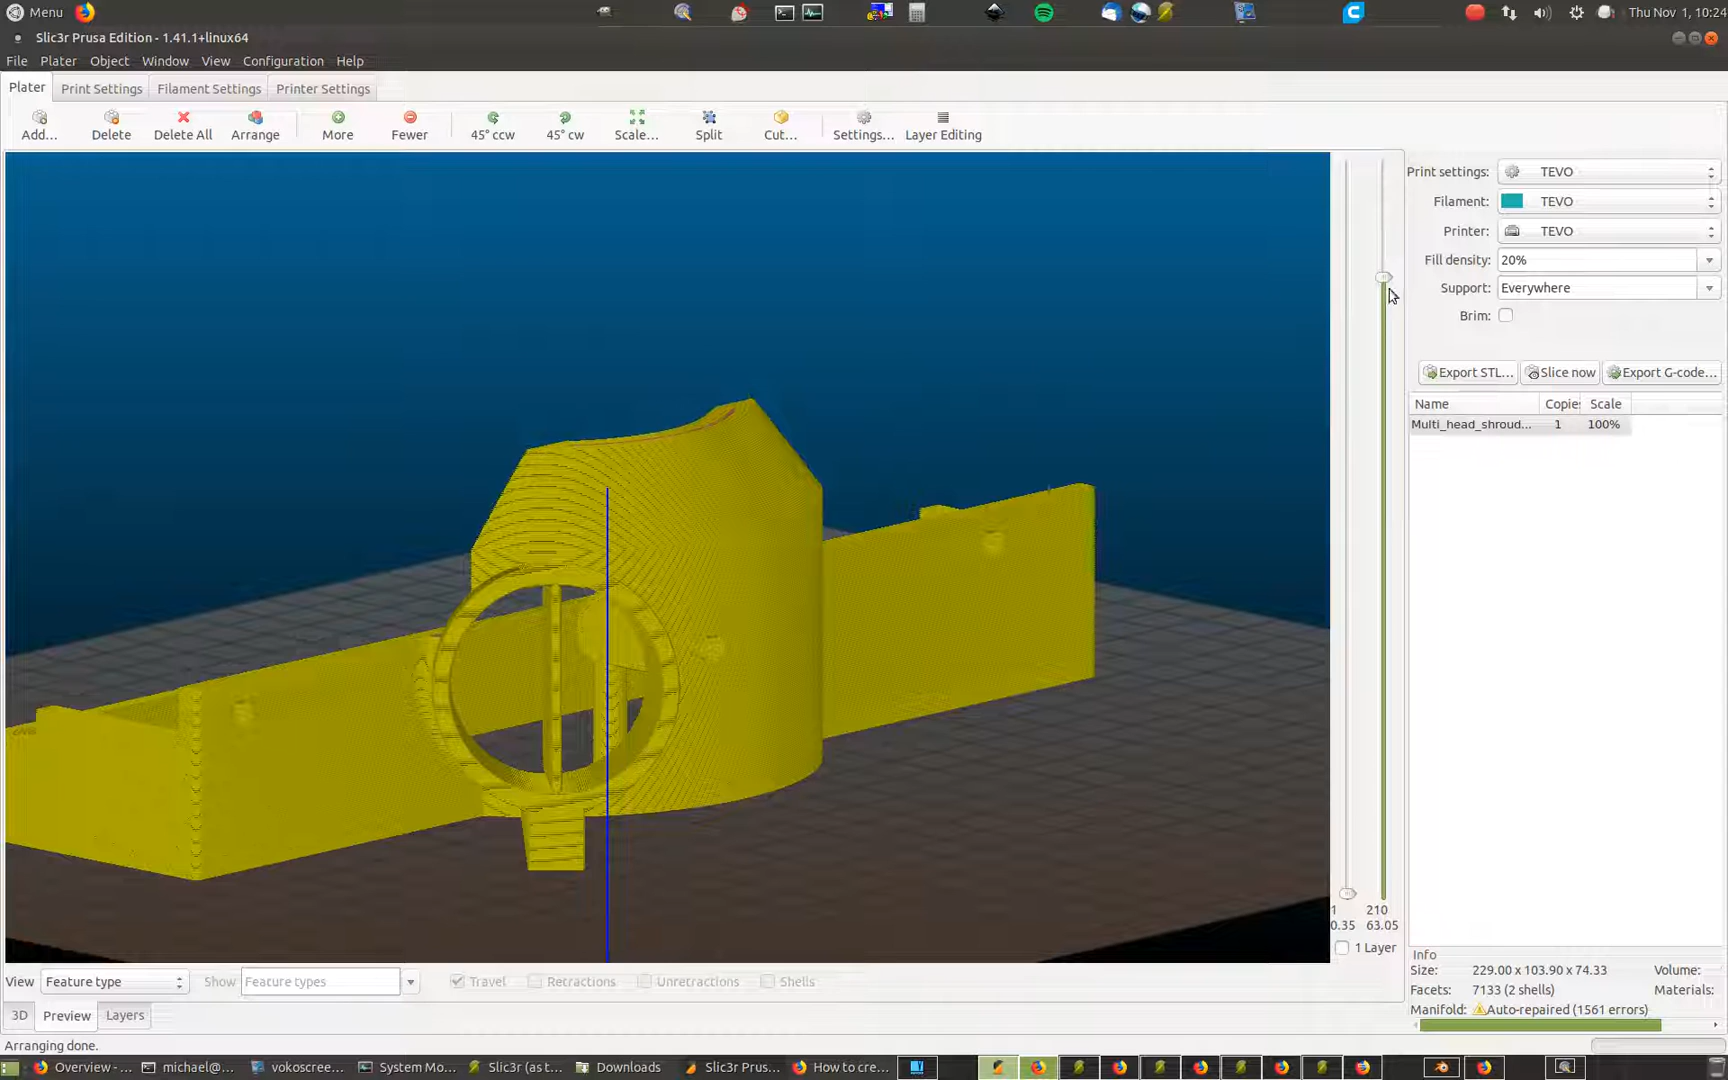 Menu
Thu Nov 1, 10:24
Slic3r Prusa Edition - 1.41.1+linux64
File Plater Object Window View Configuration Help
Plater Print Settings Filament Settings Printer Settings
Add... Delete Delete All Arrange More Fewer 45° ccw 45° cw Scale... Split Cut... Settings... Layer Editing
Print settings: TEVO
Filament: TEVO
Printer: TEVO
Fill density: 20%
Support: Everywhere
Brim:
Export STL... Slice now Export G-code...
Name Copies Scale
Multi_head_shroud... 1 100%
1 210
0.35 63.05
1 Layer
Info
Size: 229.00 x 103.90 x 74.33 Volume:
Facets: 7133 (2 shells) Materials:
Manifold: Auto-repaired (1561 errors)
View Feature type Show Feature types Travel Retractions Unretractions Shells
3D Preview Layers
Arranging done.
Overview - ... michael@... vokoscree... System Mo... Slic3r (as t... Downloads Slic3r Prus... How to cre...